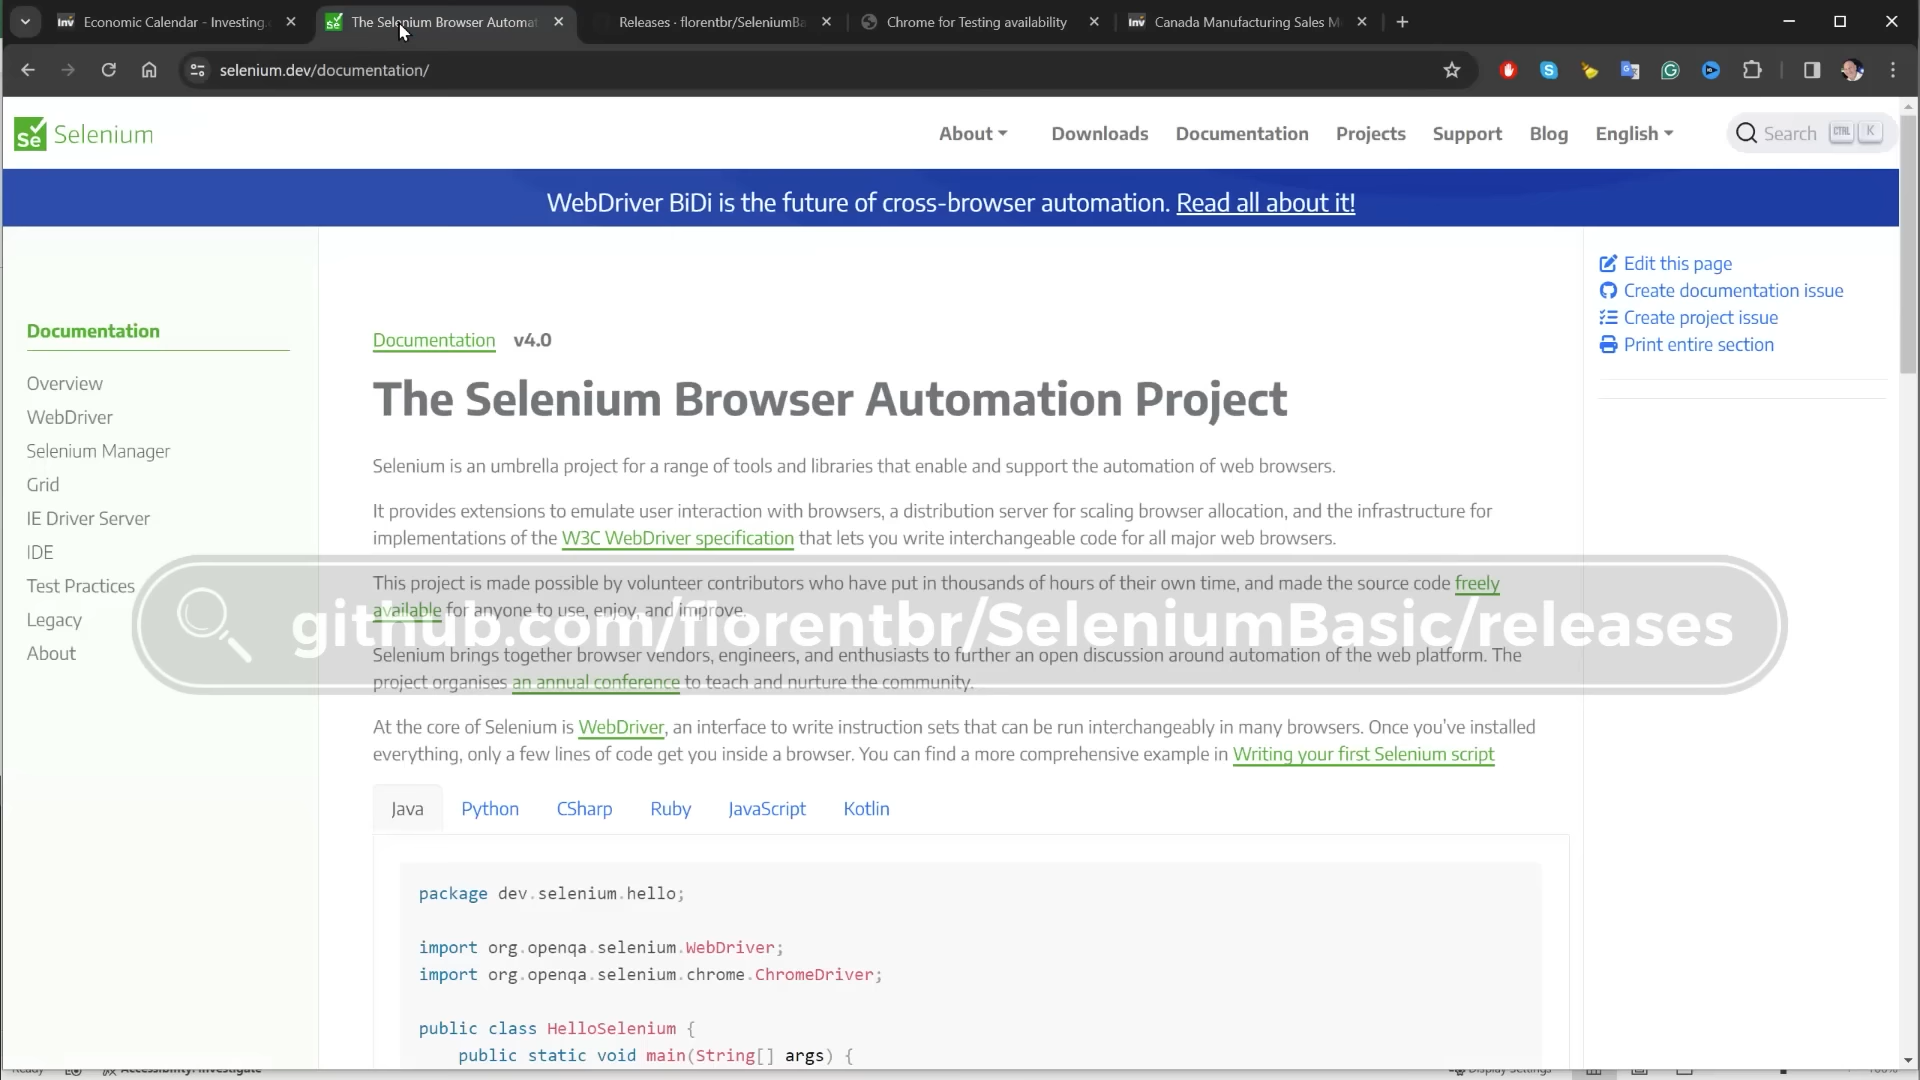 Economic Calendar - Investing.
The Selenium Browser Automat
Releases · florentbr/SeleniumBa
Chrome for Testing availability
Canada Manufacturing Sales M
selenium.dev/documentation/
Se Selenium
About
Downloads
Documentation
Projects
Support
Blog
English
Search CTRL K
WebDriver BiDi is the future of cross-browser automation. Read all about it!
Documentation
Overview
WebDriver
Selenium Manager
Grid
IE Driver Server
IDE
Test Practices
Legacy
About
Documentation v4.0
The Selenium Browser Automation Project
Selenium is an umbrella project for a range of tools and libraries that enable and support the automation of web browsers.
It provides extensions to emulate user interaction with browsers, a distribution server for scaling browser allocation, and the infrastructure for
implementations of the W3C WebDriver specification that lets you write interchangeable code for all major web browsers.
This project is made possible by volunteer contributors who have put in thousands of hours of their own time, and made the source code freely
available for anyone to use, enjoy, and improve.
github.com/florentbr/SeleniumBasic/releases
Selenium brings together browser vendors, engineers, and enthusiasts to further an open discussion around automation of the web platform. The
project organises an annual conference to teach and nurture the community.
At the core of Selenium is WebDriver, an interface to write instruction sets that can be run interchangeably in many browsers. Once you've installed
everything, only a few lines of code get you inside a browser. You can find a more comprehensive example in Writing your first Selenium script
Java Python CSharp Ruby JavaScript Kotlin
package dev.selenium.hello;
import org.openqa.selenium.WebDriver;
import org.openqa.selenium.chrome.ChromeDriver;
public class HelloSelenium {
public static void main(String[] args) {
Edit this page
Create documentation issue
Create project issue
Print entire section